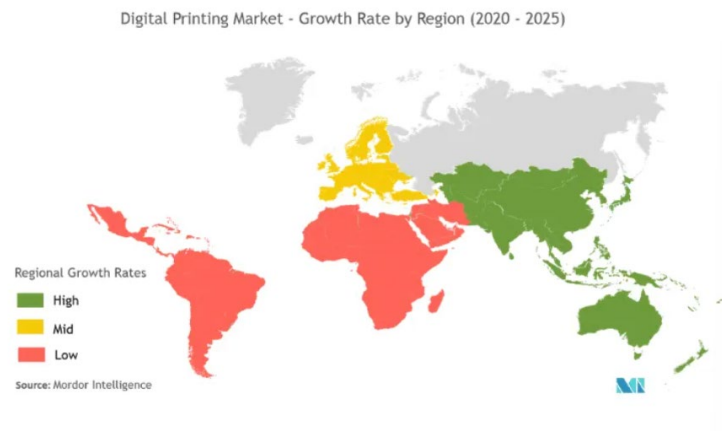 Digital Printing Market - Growth Rate by Region (2020 - 2025)
Regional Growth Rates
High
Mid
Low
Source: Mordor Intelligence